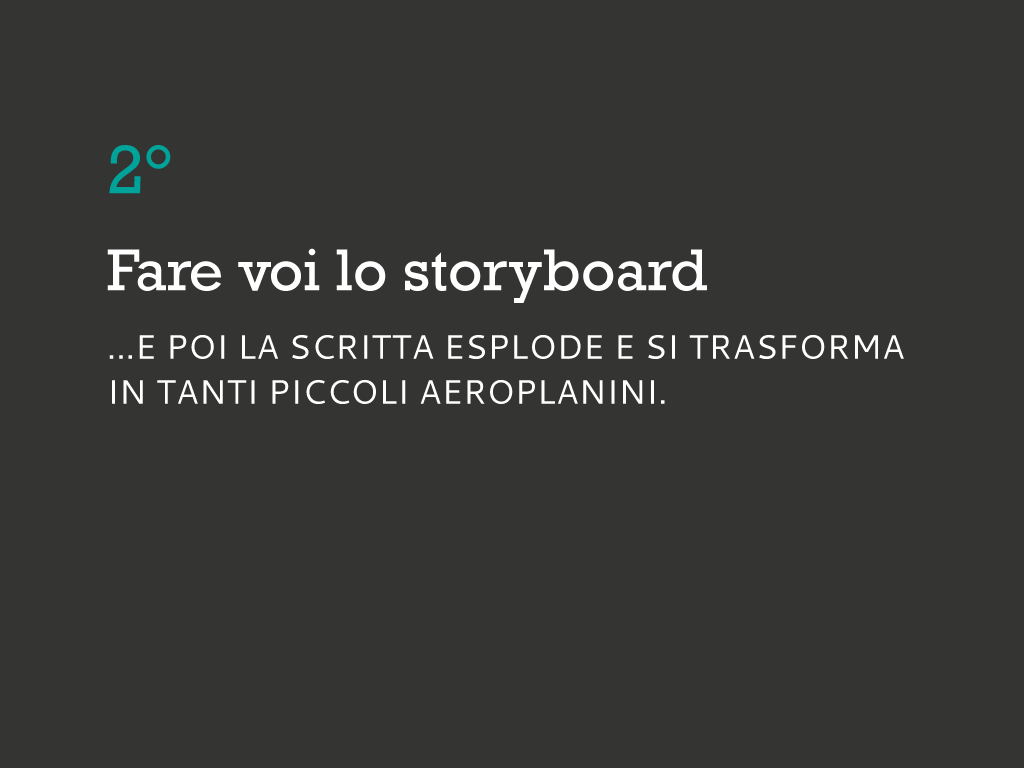 2°
Fare voi lo storyboard
...E POI LA SCRITTA ESPLODE E SI TRASFORMA
IN TANTI PICCOLI AEROPLANINI.